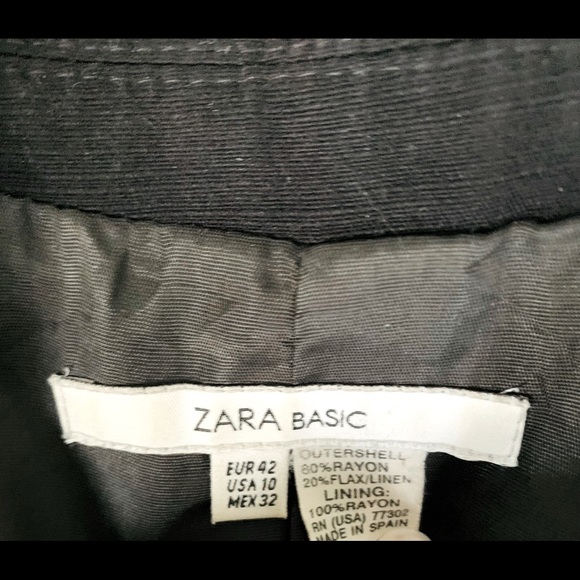 ZARA BASIC
EUR 42
USA 10
MEX 32
OUTERSHELL
80%RAYON
20%FLAX/LINEN
LINING:
100%RAYON
RN (USA) 77302
MADE IN SPAIN